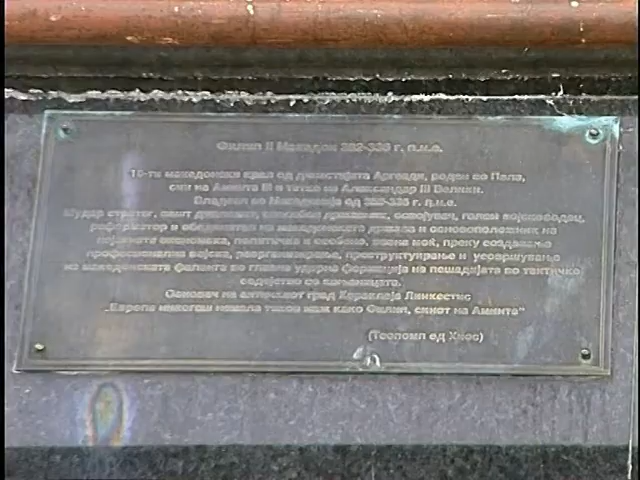 Филип II Македон 382-336 г. п.н.е.
18-ти македонски крал од династијата Аргеади, роден во Пела,
син на Аминта III и татко на Александар III Велики.
Владеел во Македонија од 359-336 г. п.н.е.
Мудар стратег, вешт дипломат, способен државник, освојувач, голем војсководец,
реформатор и обединител на македонската држава и основоположник на
нејзината економска, политичка и особено, воена моќ, преку создавање
професионална војска, реорганизирање, преструктуирање и усовршување
на македонската фаланга во главна ударна формација на пешадијата во тактичко
садејство со коњаницата.
Основач на античкиот град Хераклеја Линкестис
„Европа никогаш немала таков маж како Филип, синот на Аминта"
(Теопомп од Хиос)